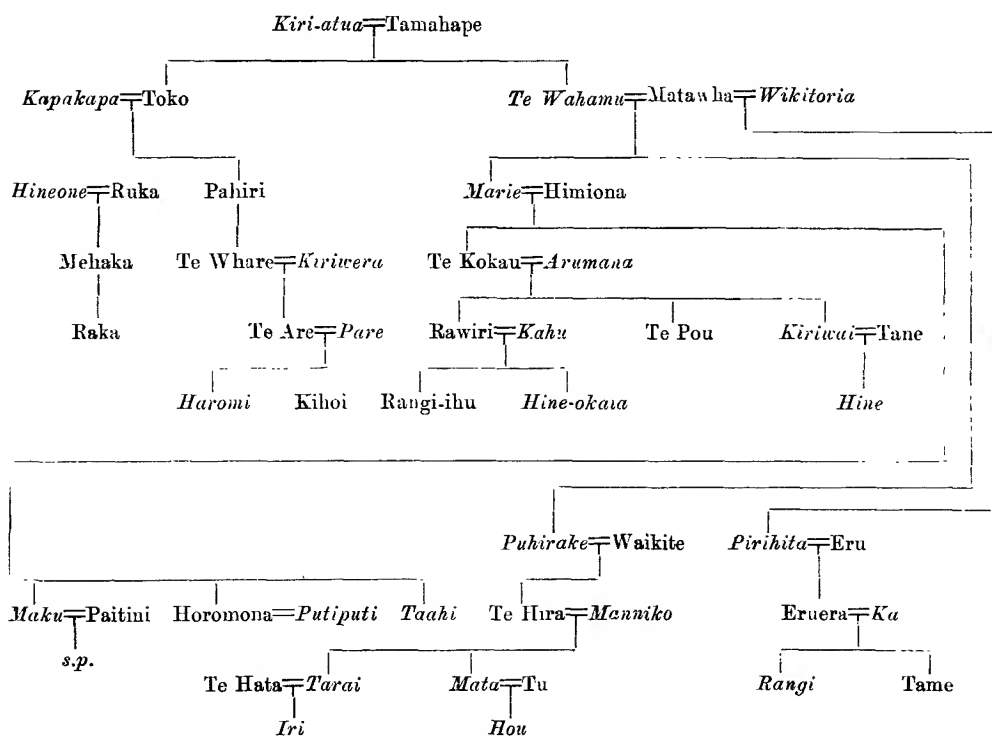 Kiri-atua=Tamahape
Kapakapa=Toko Te Wahamu=Matawha=Wikitoria
Hineone=Ruka Pahiri Marie=Himiona
Mehaka Te Whare=Kiriwera Te Kokau=Arumana
Raka Te Are=Pare Rawiri=Kahu Te Pou Kiriwai=Tane
Haromi Kihoi Rangi-ihu Hine-okaia Hine
Puhirake=Waikite Pirihita=Eru
Maku=Paitini Horomona=Putiputi Taahi Te Hira=Manniko Eruera=Ka
s.p.
Te Hata=Tarai Mata=Tu Rangi Tame
Iri Hou